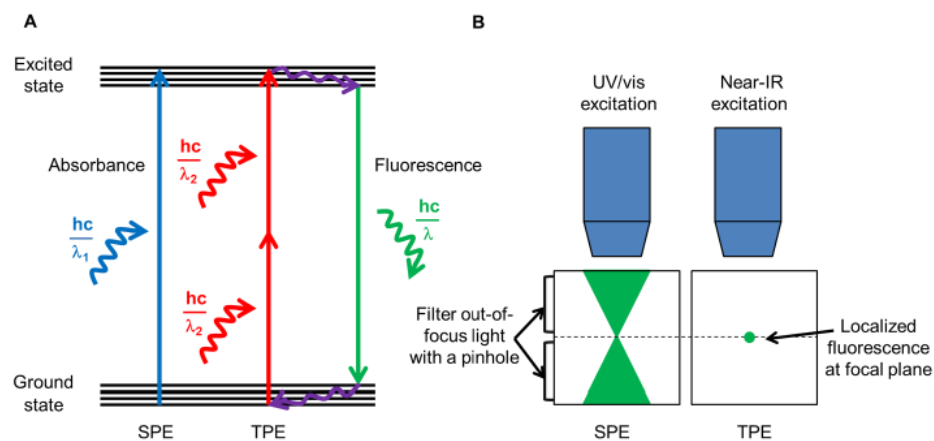 A
Excited
state
Absorbance
hc
λ1
hc
λ2
hc
λ2
Fluorescence
hc
λ
Ground
state
SPE
TPE
B
UV/vis
excitation
Near-IR
excitation
Filter out-of-
focus light
with a pinhole
Localized
fluorescence
at focal plane
SPE
TPE